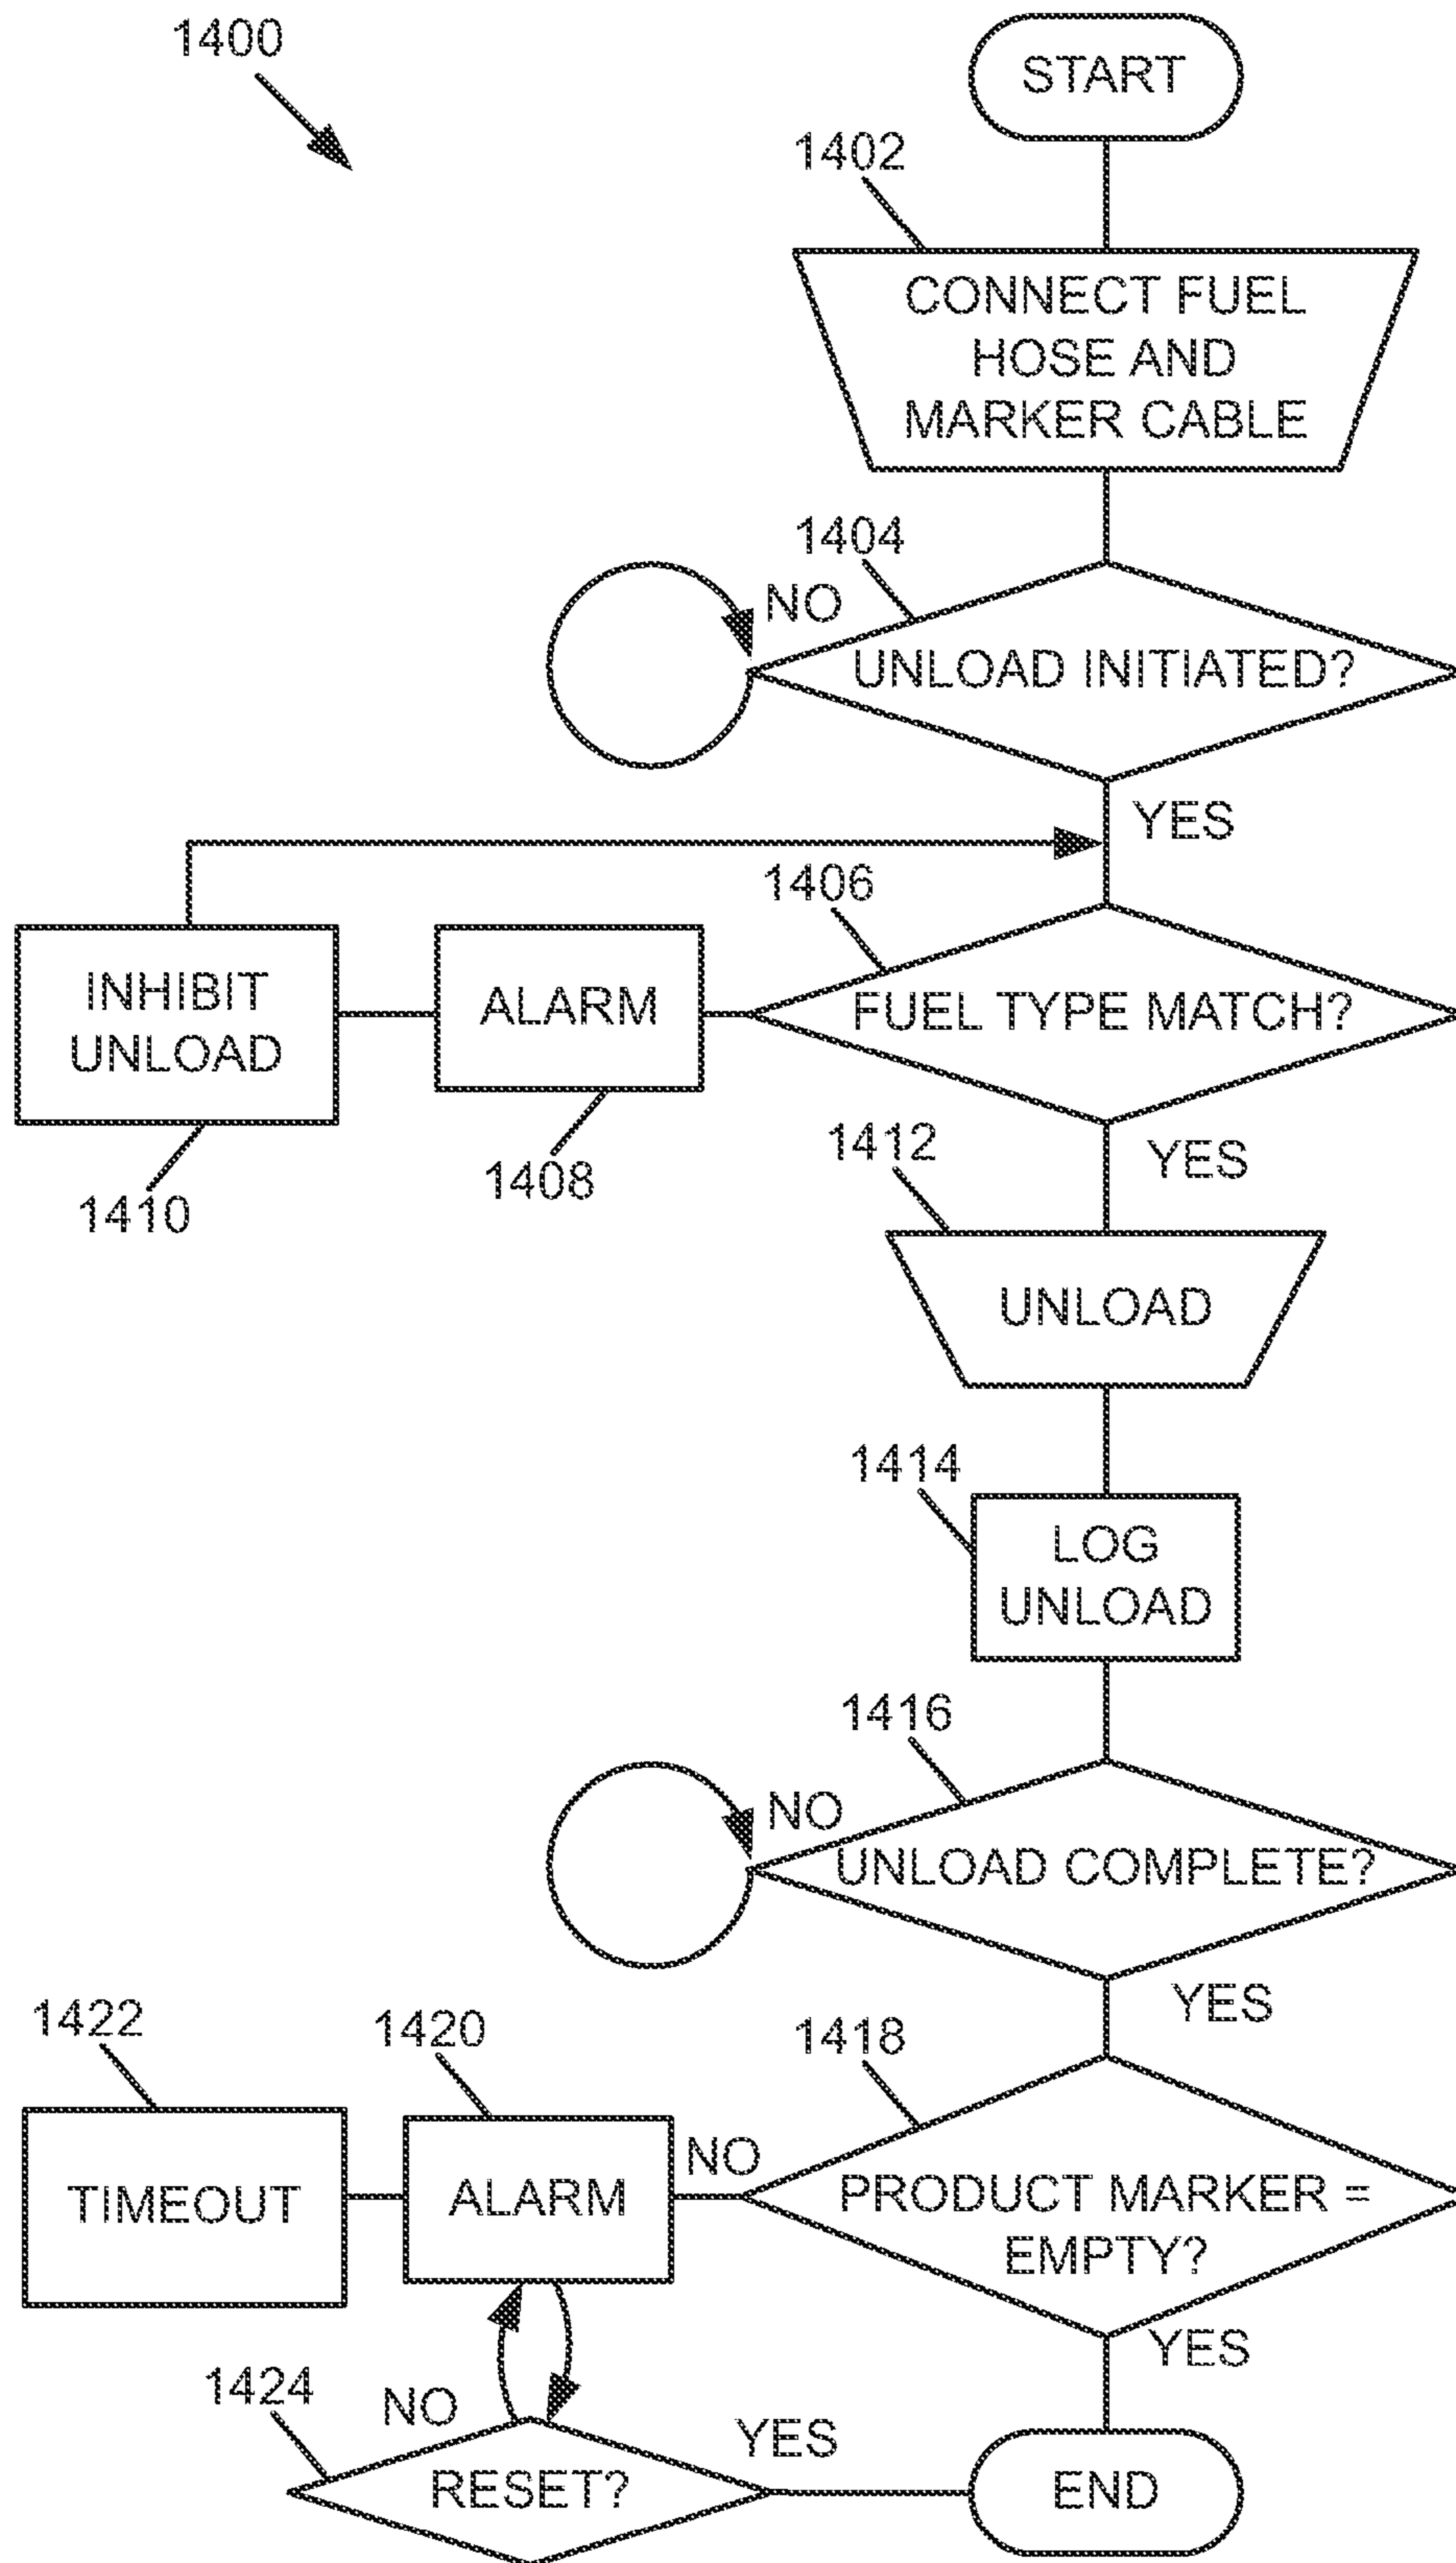 1400
START
1402
CONNECT FUEL
HOSE AND
MARKER CABLE
1404
NO
UNLOAD INITIATED?
YES
1406
INHIBIT
UNLOAD
ALARM
FUEL TYPE MATCH?
1410
1408
1412
YES
UNLOAD
1414
LOG
UNLOAD
1416
NO
UNLOAD COMPLETE?
YES
1422
1420
1418
TIMEOUT
ALARM
NO
PRODUCT MARKER =
EMPTY?
YES
1424
NO
YES
RESET?
END